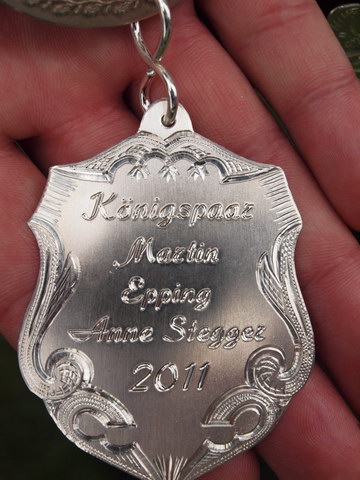 Königspaar
Martin
Epping
Anne Stegger
2011